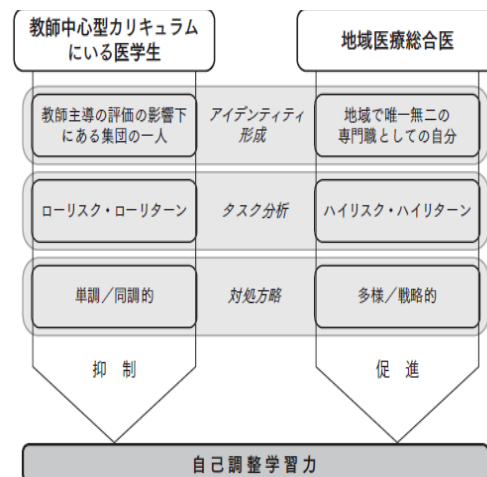 教師中心型カリキュラム
にいる医学生
地域医療総合医
教師主導の評価の影響下
にある集団の一人
アイデンティティ
形成
地域で唯一無二の
専門職としての自分
ローリスク・ローリターン
タスク分析
ハイリスク・ハイリターン
単調／同調的
対処方略
多様／戦略的
抑 制
促 進
自己調整学習力